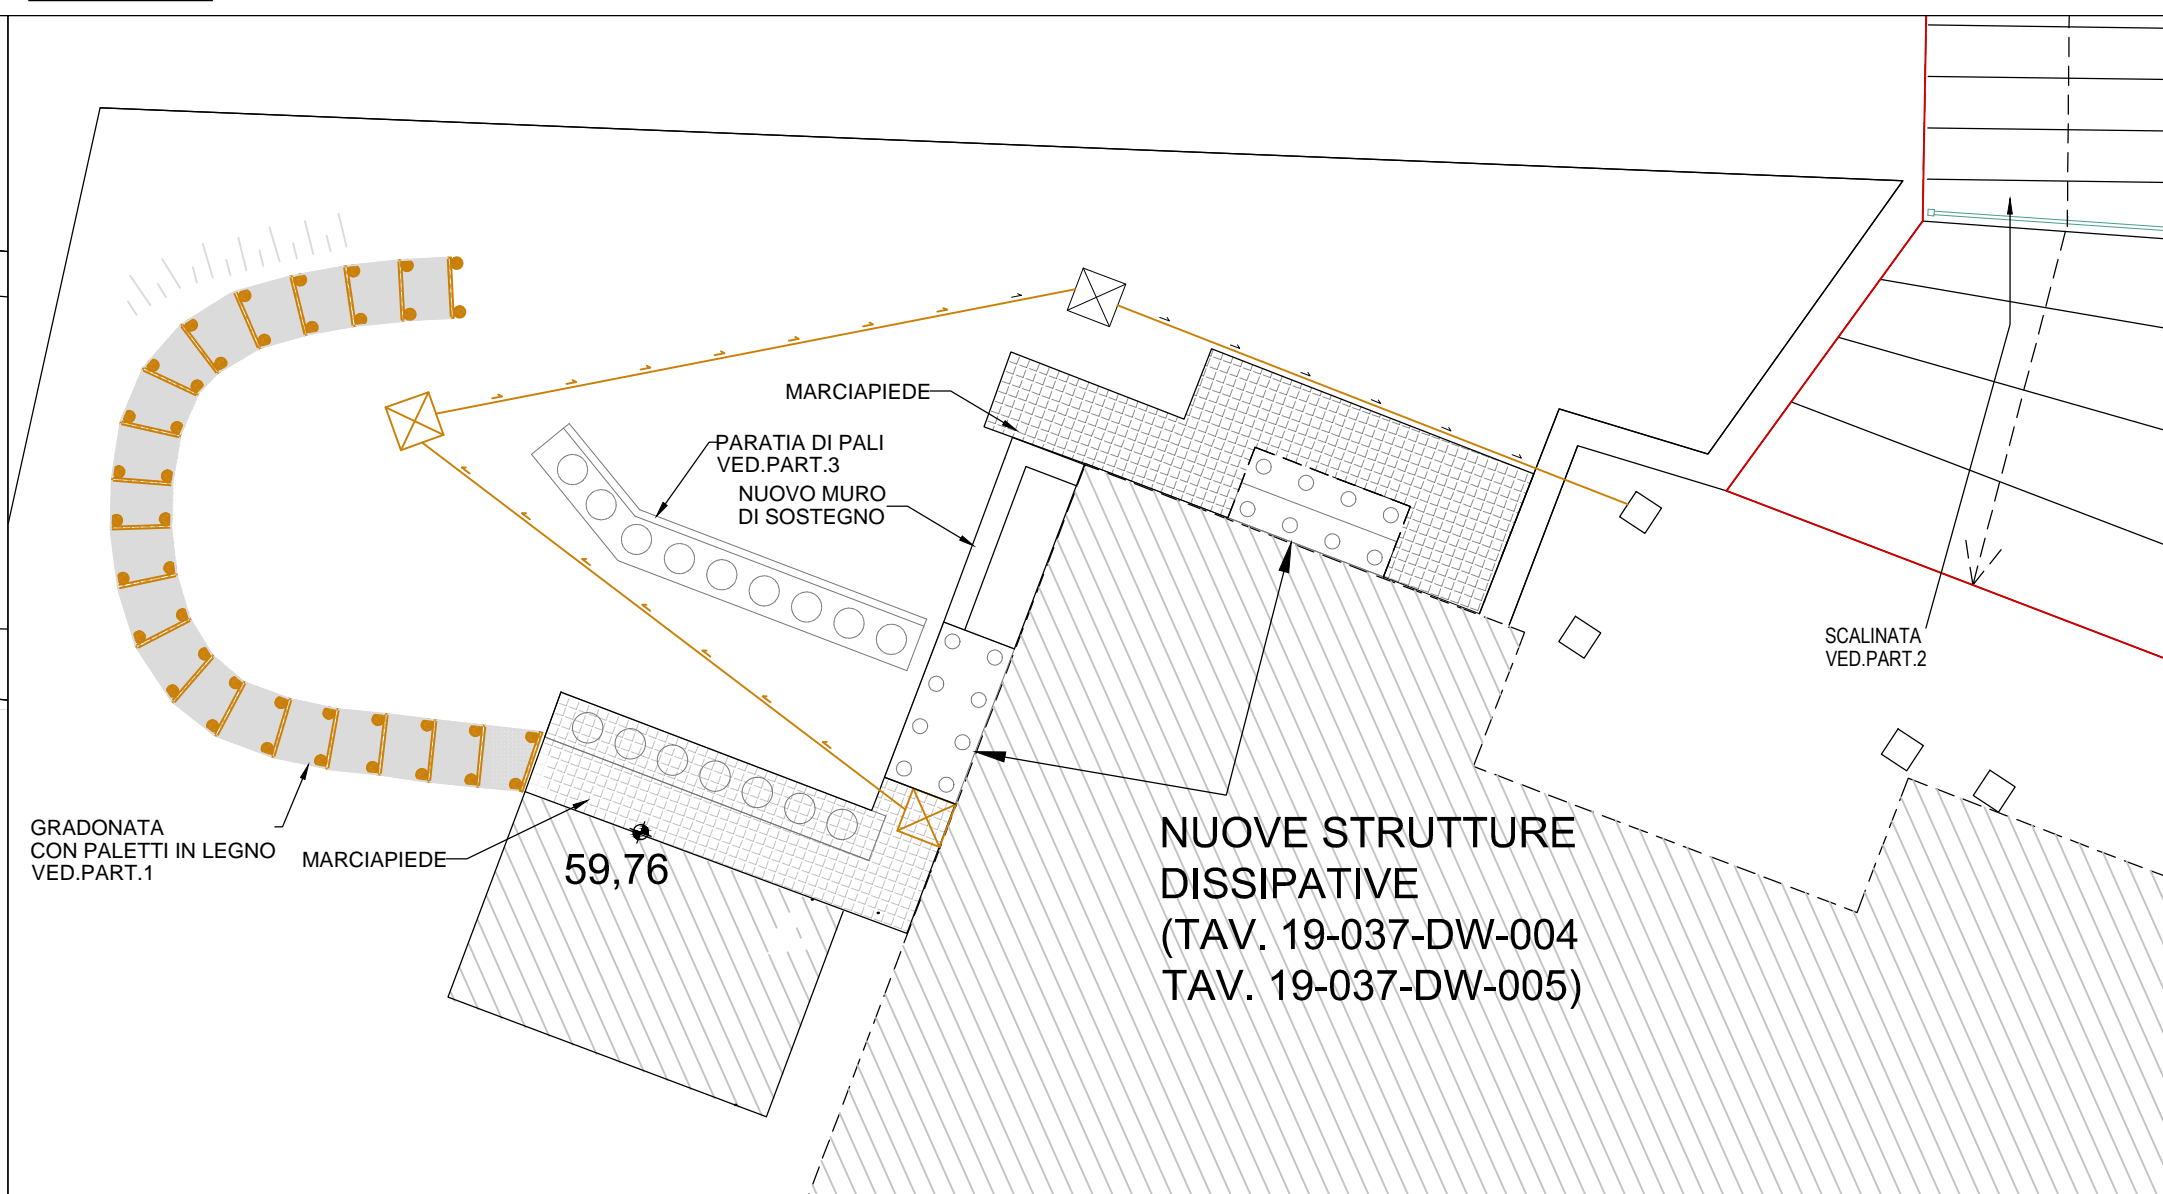 MARCIAPIEDE
PARATIA DI PALI
VED.PART.3
NUOVO MURO
DI SOSTEGNO
SCALINATA
VED.PART.2
GRADONATA
CON PALETTI IN LEGNO
VED.PART.1
MARCIAPIEDE
59,76
NUOVE STRUTTURE
DISSIPATIVE
(TAV. 19-037-DW-004
TAV. 19-037-DW-005)